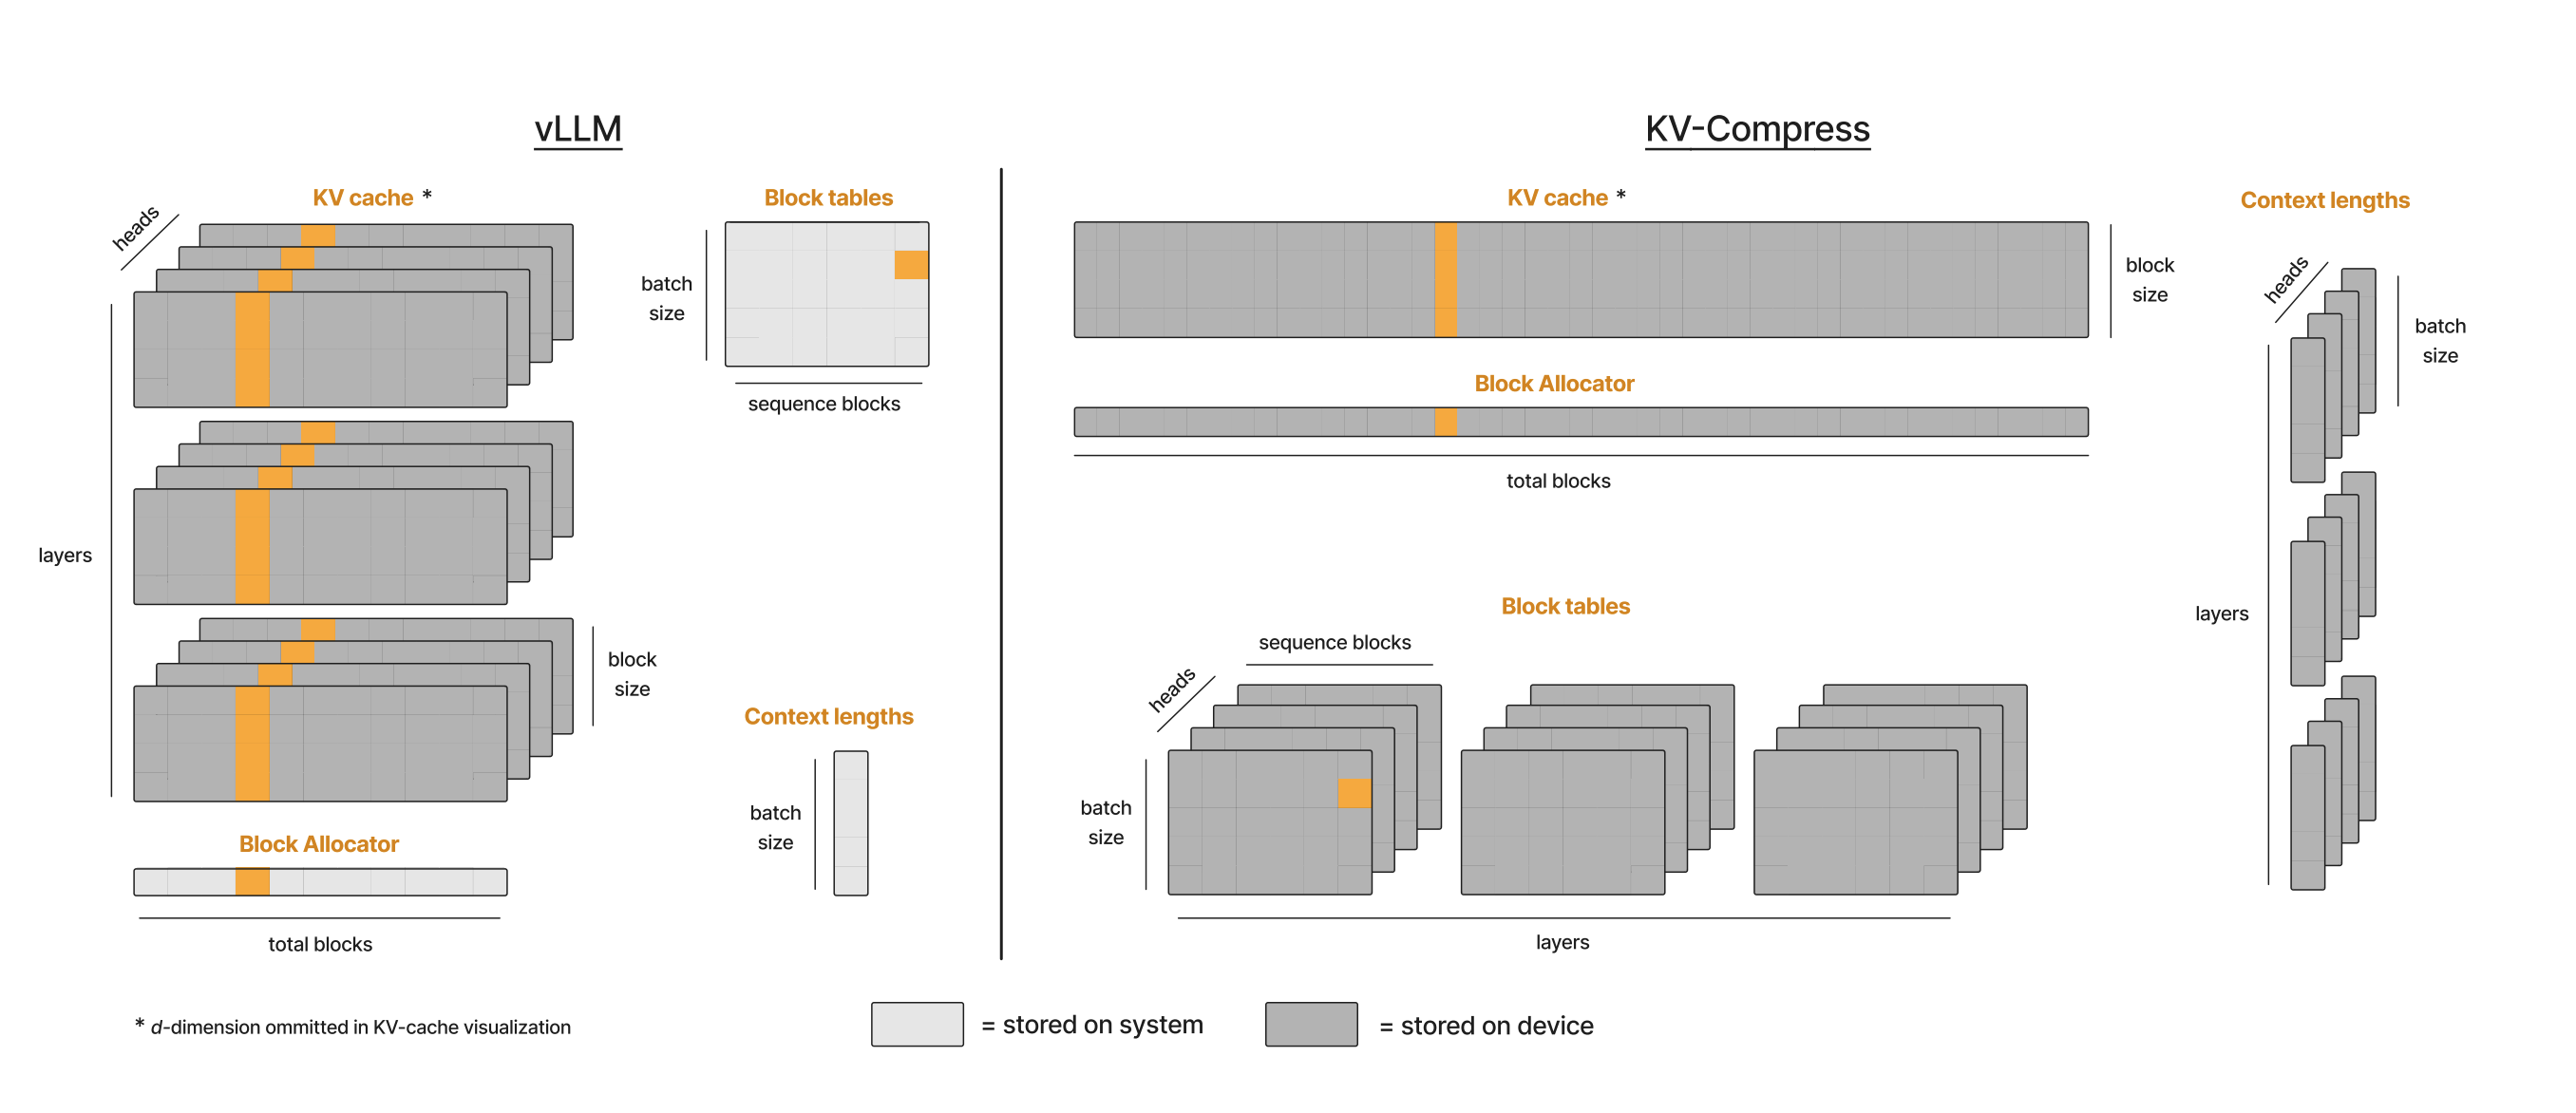 vLLM
KV cache *
heads
layers
block
size
Block Allocator
total blocks
Block tables
batch
size
sequence blocks
Context lengths
batch
size
KV-Compress
KV cache *
block
size
Block Allocator
total blocks
Block tables
sequence blocks
heads
batch
size
layers
Context lengths
heads
batch
size
layers
* d-dimension ommitted in KV-cache visualization
= stored on system
= stored on device